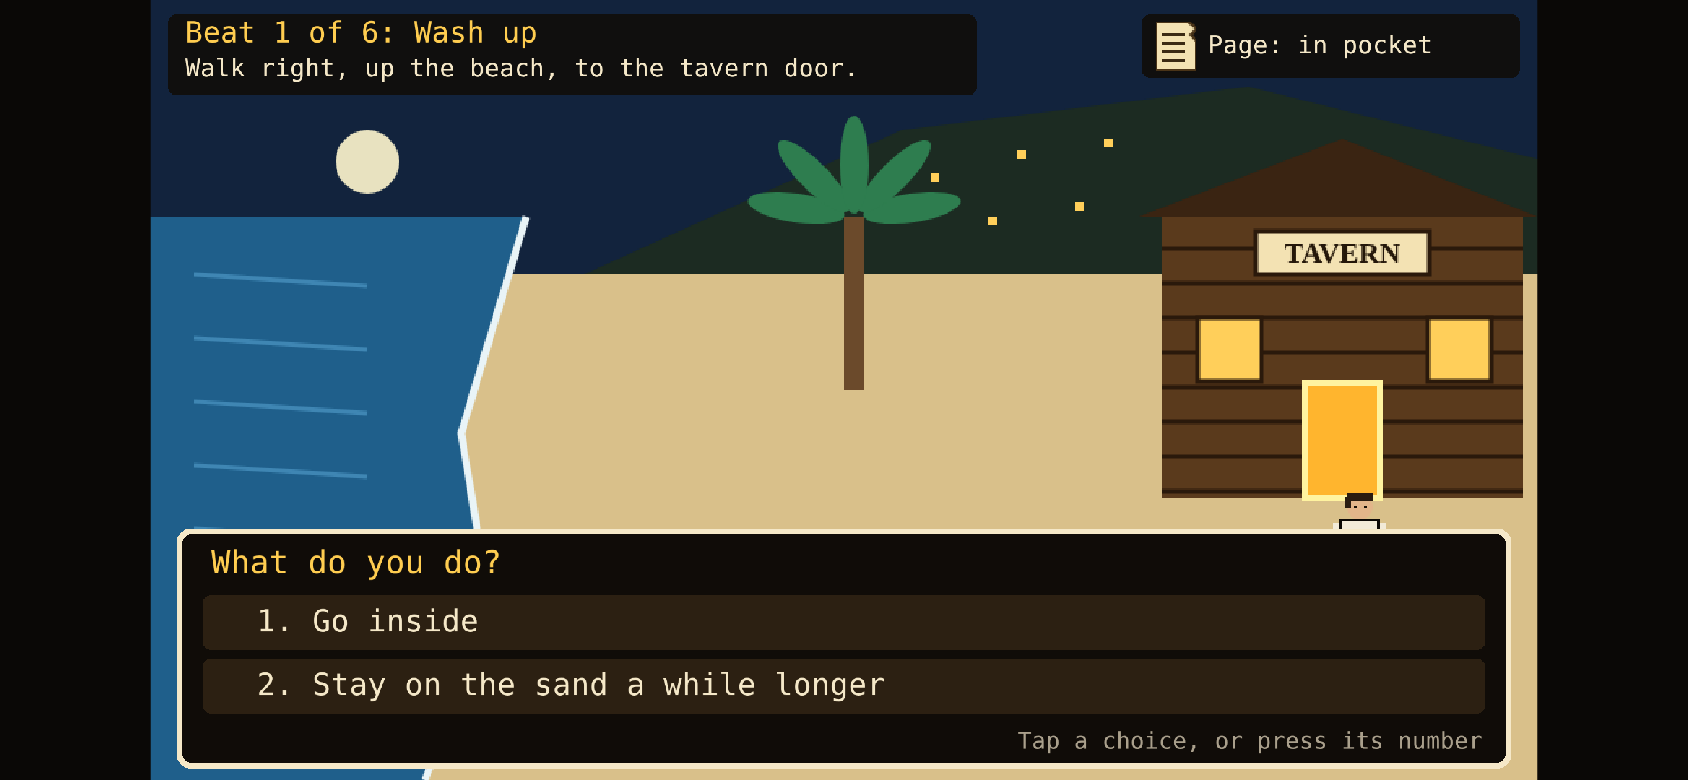 Beat 1 of 6: Wash up
Walk right, up the beach, to the tavern door.
Page: in pocket
TAVERN
What do you do?
1. Go inside
2. Stay on the sand a while longer
Tap a choice, or press its number